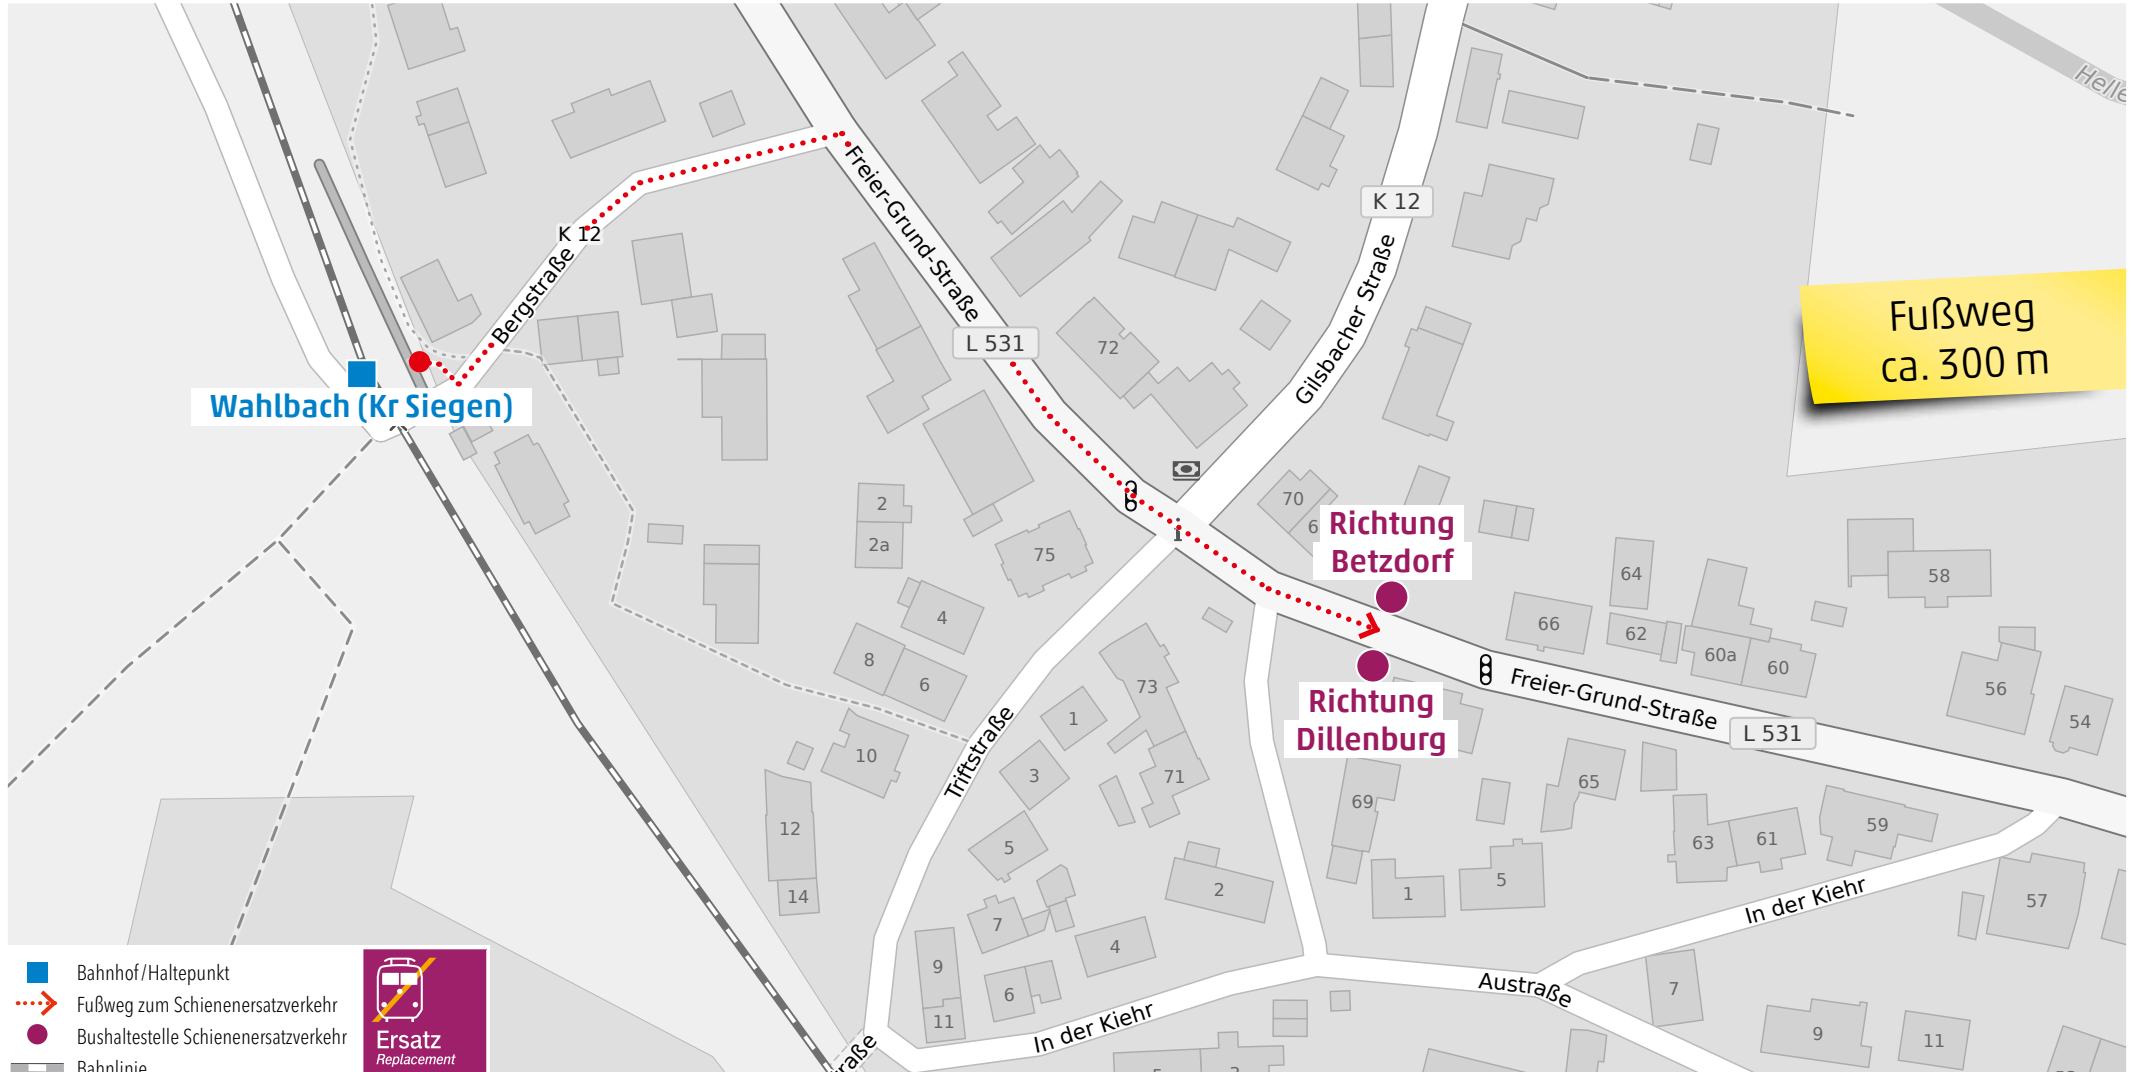 Helle
K 12
Freier-Grund-Straße
K 12
Bergstraße
Gilsbacher Straße
Fußweg
ca. 300 m
L 531
72
Wahlbach (Kr Siegen)
70
6
2
2a
75
i
Richtung
Betzdorf
64
58
66
62
60a
60
4
8
6
73
Richtung
Dillenburg
Freier-Grund-Straße
L 531
56
54
1
10
Triftstraße
3
71
69
65
12
5
63
61
59
14
2
1
5
In der Kiehr
57
7
4
9
6
11
In der Kiehr
Austraße
7
9
11
raße
Bahnhof/Haltepunkt
Fußweg zum Schienenersatzverkehr
Bushaltestelle Schienenersatzverkehr
Bahnlinie
Ersatz
Replacement